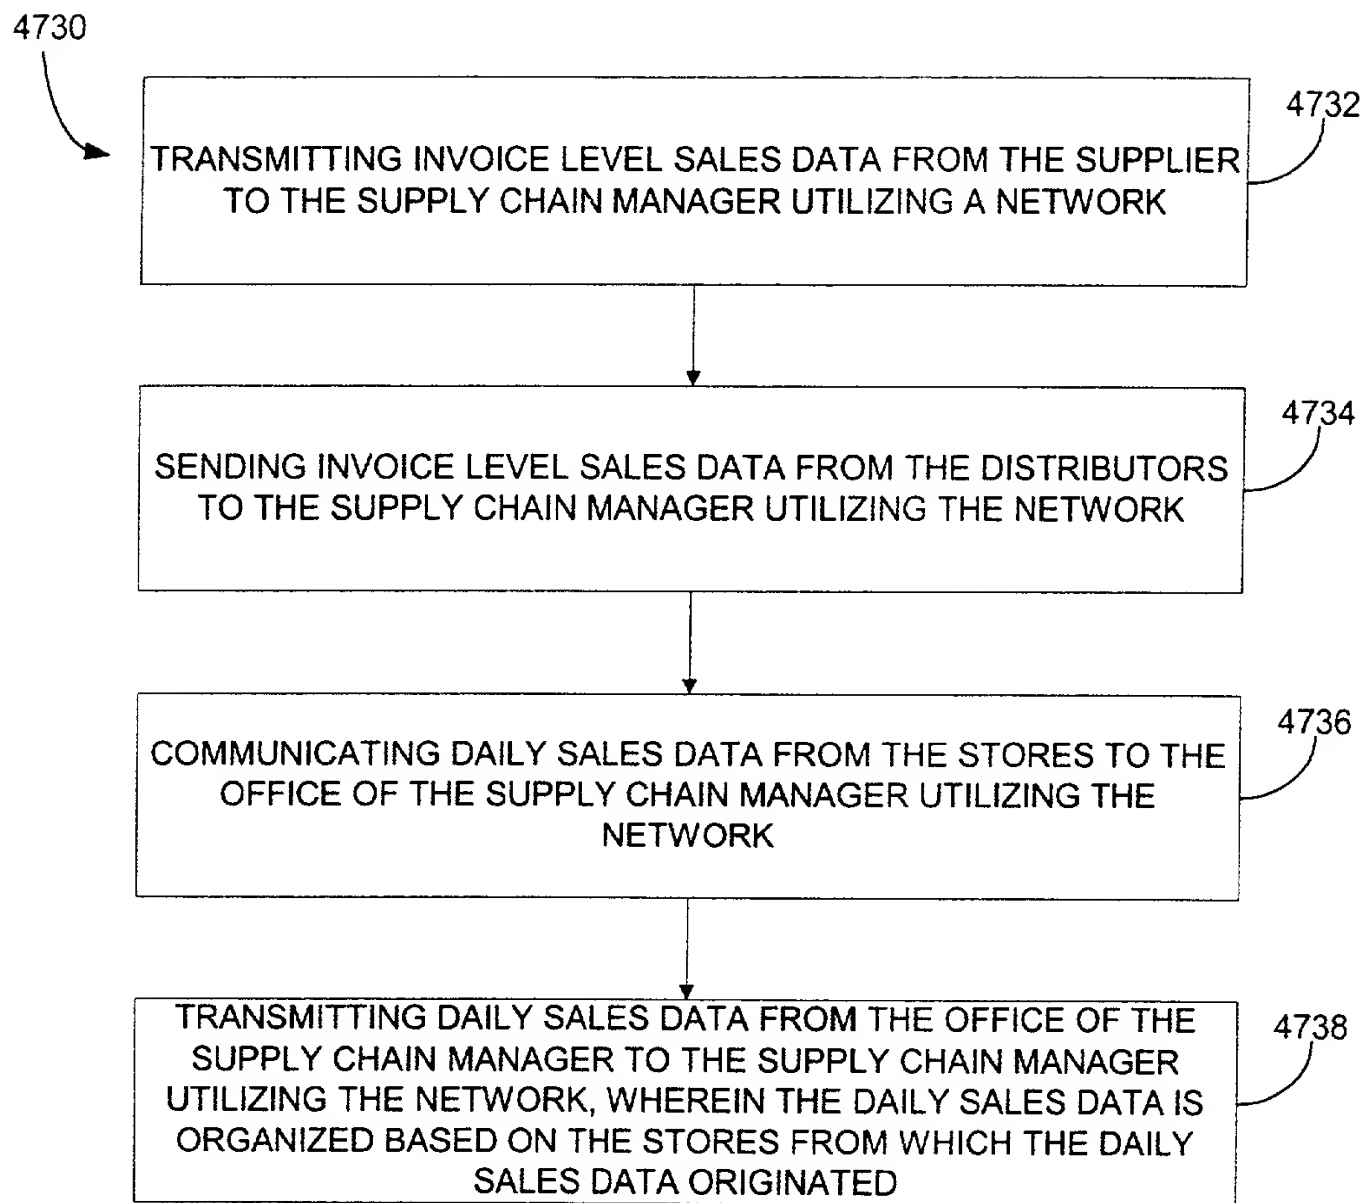 4730
4732
TRANSMITTING INVOICE LEVEL SALES DATA FROM THE SUPPLIER
TO THE SUPPLY CHAIN MANAGER UTILIZING A NETWORK
4734
SENDING INVOICE LEVEL SALES DATA FROM THE DISTRIBUTORS
TO THE SUPPLY CHAIN MANAGER UTILIZING THE NETWORK
4736
COMMUNICATING DAILY SALES DATA FROM THE STORES TO THE
OFFICE OF THE SUPPLY CHAIN MANAGER UTILIZING THE
NETWORK
4738
TRANSMITTING DAILY SALES DATA FROM THE OFFICE OF THE
SUPPLY CHAIN MANAGER TO THE SUPPLY CHAIN MANAGER
UTILIZING THE NETWORK, WHEREIN THE DAILY SALES DATA IS
ORGANIZED BASED ON THE STORES FROM WHICH THE DAILY
SALES DATA ORIGINATED